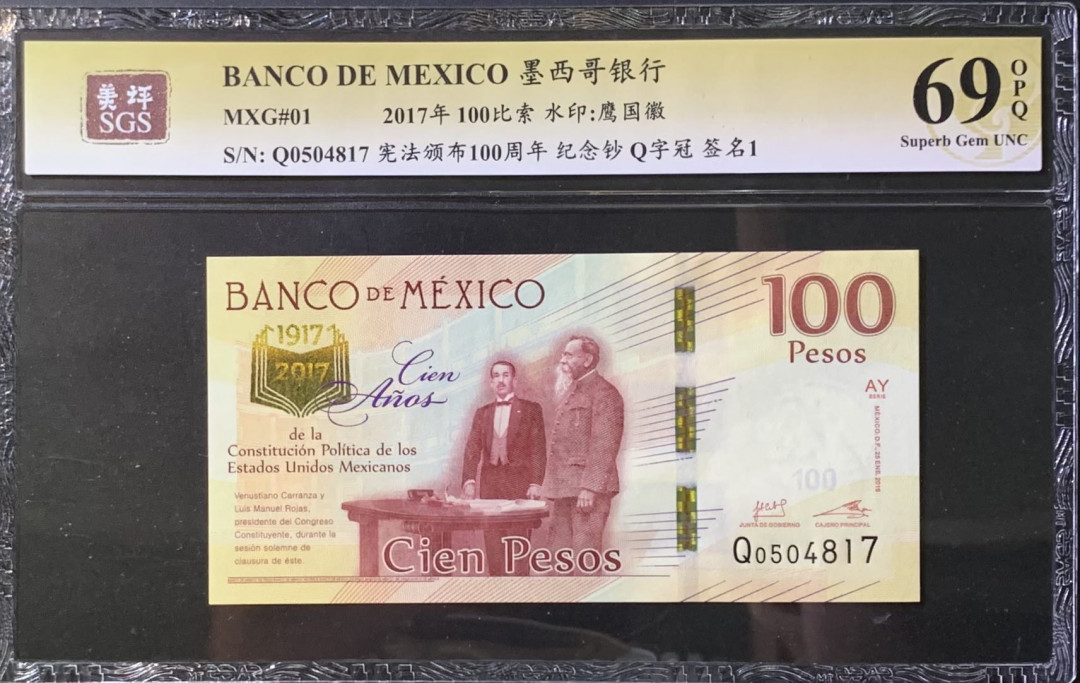 美评
SGS
BANCO DE MEXICO 墨西哥银行
MXG#01 2017年 100比索 水印:鹰国徽
S/N: Q0504817 宪法颁布100周年 纪念钞 Q字冠 签名1
69
OPQ
Superb Gem UNC
BANCO DE MÉXICO
1917
2017
Cien
Años
de la
Constitución Política de los
Estados Unidos Mexicanos
Venustiano Carranza y
Luis Manuel Rojas,
presidente del Congreso
Constituyente, durante la
sesión solemne de
clausura de éste.
Cien Pesos
100
Pesos
AY
SERIE
MÉXICO, D.F., 25 ENE. 2016
100
JUNTA DE GOBIERNO CAJERO PRINCIPAL
Q0504817